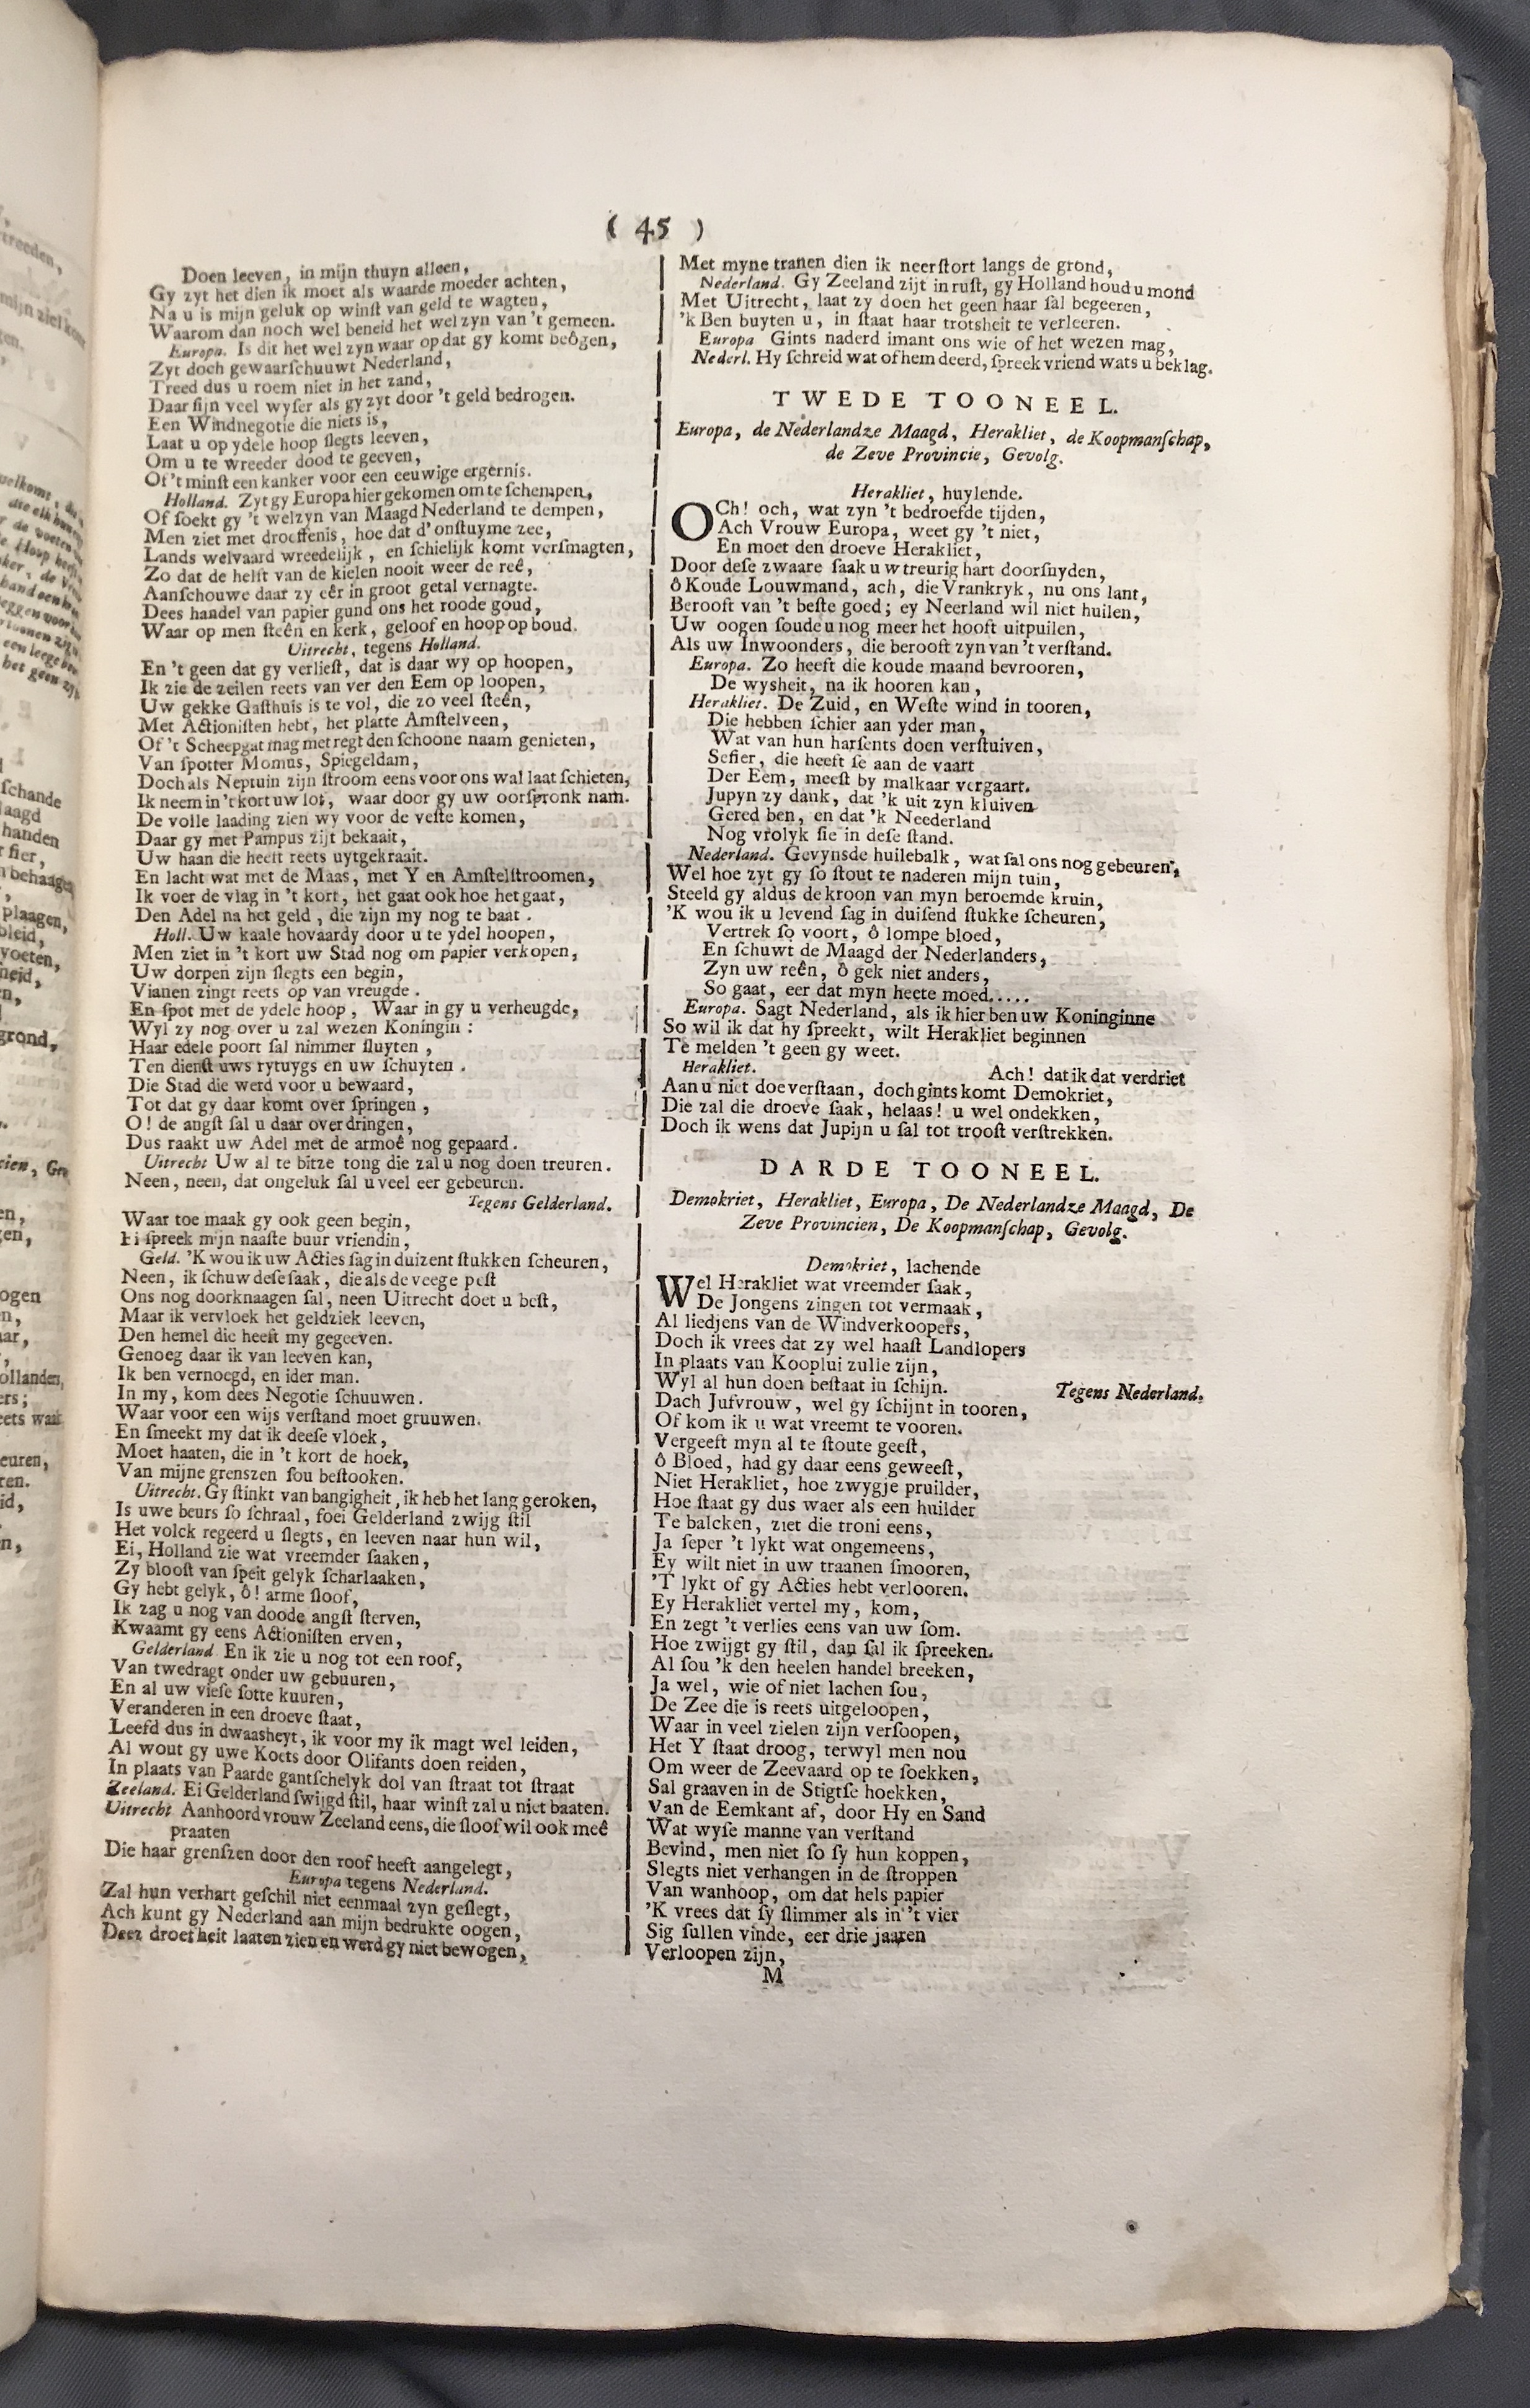 ( 45 )
Doen leeven, in mijn thuyn alleen,
Gy zyt het dien ik moet als waarde moeder achten,
Na u is mijn geluk op winſt van geld te wagten,
Waarom dan noch wel beneid het wel zyn van 't gemeen.
Europa. Is dit het wel zyn waar op dat gy komt beôgen,
Zyt doch gewaarſchuuwt Nederland,
Treed dus u roem niet in het zand,
Daar ſijn veel wyſer als gy zyt door 't geld bedrogen.
Een Windnegotie die niets is,
Laat u op ydele hoop ſlegts leeven,
Om u te wreeder dood te geeven,
Of 't minſt een kanker voor een eeuwige ergernis.
Holland. Zyt gy Europa hier gekomen om te ſchempen,
Of ſoekt gy 't welzyn van Maagd Nederland te dempen,
Men ziet met droeffenis, hoe dat d'onſtuyme zee,
Lands welvaard wreedelijk, en ſchielijk komt verſmagten,
Zo dat de helft van de kielen nooit weer de reê,
Aanſchouwe daar zy eêr in groot getal vernagte.
Dees handel van papier gund ons het roode goud,
Waar op men ſteên en kerk, geloof en hoop op boud.
Uitrecht, tegens Holland.
En 't geen dat gy verlieſt, dat is daar wy op hoopen,
Ik zie de zeilen reets van ver den Eem op loopen,
Uw gekke Gaſthuis is te vol, die zo veel ſteên,
Met Actioniſten hebt, het platte Amſtelveen,
Of 't Scheepgat mag met regt den ſchoone naam genieten,
Van ſpotter Momus, Spiegeldam,
Doch als Neptuin zijn ſtroom eens voor ons wal laat ſchieten,
Ik neem in 't kort uw lot, waar door gy uw oorſpronk nam.
De volle laading zien wy voor de veſte komen,
Daar gy met Pampus zijt bekaait,
Uw haan die heeft reets uytgekraait.
En lacht wat met de Maas, met Y en Amſtelſtroomen,
Ik voer de vlag in 't kort, het gaat ook hoe het gaat,
Den Adel na het geld, die zijn my nog te baat.
Holl. Uw kaale hovaardy door u te ydel hoopen,
Men ziet in 't kort uw Stad nog om papier verkopen,
Uw dorpen zijn ſlegts een begin,
Vianen zingt reets op van vreugde.
En ſpot met de ydele hoop, Waar in gy u verheugde,
Wyl zy nog over u zal wezen Koningin:
Haar edele poort ſal nimmer ſluyten,
Ten dienſt uws rytuygs en uw ſchuyten.
Die Stad die werd voor u bewaard,
Tot dat gy daar komt over ſpringen,
O! de angſt ſal u daar over dringen,
Dus raakt uw Adel met de armoê nog gepaard.
Uitrecht Uw al te bitze tong die zal u nog doen treuren.
Neen, neen, dat ongeluk ſal u veel eer gebeuren.
Tegens Gelderland.
Waar toe maak gy ook geen begin,
Ei ſpreek mijn naaſte buur vriendin,
Geld. 'K wou ik uw Acties ſag in duizent ſtukken ſcheuren,
Neen, ik ſchuw deſe ſaak, die als de veege peſt
Ons nog doorknaagen ſal, neen Uitrecht doet u beſt,
Maar ik vervloek het geldziek leeven,
Den hemel die heeft my gegeeven.
Genoeg daar ik van leeven kan,
Ik ben vernoegd, en ider man.
In my, kom dees Negotie ſchuuwen.
Waar voor een wijs verſtand moet gruuwen.
En ſmeekt my dat ik deeſe vloek,
Moet haaten, die in 't kort de hoek,
Van mijne grenszen ſou beſtooken.
Uitrecht. Gy ſtinkt van bangigheit, ik heb het lang geroken,
Is uwe beurs ſo ſchraal, foei Gelderland zwijg ſtil
Het volck regeerd u ſlegts, en leeven naar hun wil,
Ei, Holland zie wat vreemder ſaaken,
Zy blooſt van ſpeit gelyk ſcharlaaken,
Gy hebt gelyk, ô! arme ſloof,
Ik zag u nog van doode angſt ſterven,
Kwaamt gy eens Actioniſten erven,
Gelderland En ik zie u nog tot een roof,
Van twedragt onder uw gebuuren,
En al uw vieſe ſotte kuuren,
Veranderen in een droeve ſtaat,
Leefd dus in dwaasheyt, ik voor my ik magt wel leiden,
Al wout gy uwe Koets door Olifants doen reiden,
In plaats van Paarde gantſchelyk dol van ſtraat tot ſtraat
Zeeland. Ei Gelderland ſwijgd ſtil, haar winſt zal u niet baaten.
Uitrecht Aanhoord vrouw Zeeland eens, die ſloof wil ook meê
praaten
Die haar grenſzen door den roof heeft aangelegt,
Europa tegens Nederland.
Zal hun verhart geſchil niet eenmaal zyn geſlegt,
Ach kunt gy Nederland aan mijn bedrukte oogen,
Deez droefheit laaten zien en werd gy niet bewogen,
Met myne tranen dien ik neerſtort langs de grond,
Nederland. Gy Zeeland zijt in ruſt, gy Holland houd u mond
Met Uitrecht, laat zy doen het geen haar ſal begeeren,
'k Ben buyten u, in ſtaat haar trotsheit te verleeren.
Europa Gints naderd imant ons wie of het wezen mag,
Nederl. Hy ſchreid wat of hem deerd, ſpreek vriend wats u beklag.
TWEDE TOONEEL.
Europa, de Nederlandze Maagd, Herakliet, de Koopmanſchap,
de Zeve Provincie, Gevolg.
Herakliet, huylende.
OCh! och, wat zyn 't bedroefde tijden,
Ach Vrouw Europa, weet gy 't niet,
En moet den droeve Herakliet,
Door deſe zwaare ſaak uw treurig hart doorſnyden,
ô Koude Louwmand, ach, die Vrankryk, nu ons lant,
Berooft van 't beſte goed; ey Neerland wil niet huilen,
Uw oogen ſoude u nog meer het hooft uitpuilen,
Als uw Inwoonders, die berooft zyn van 't verſtand.
Europa. Zo heeft die koude maand bevrooren,
De wysheit, na ik hooren kan,
Herakliet. De Zuid, en Weſte wind in tooren,
Die hebben ſchier aan yder man,
Wat van hun harſents doen verſtuiven,
Sefier, die heeft ſe aan de vaart
Der Eem, meeſt by malkaar vergaart.
Jupyn zy dank, dat 'k uit zyn kluiven
Gered ben, en dat 'k Neederland
Nog vrolyk ſie in deſe ſtand.
Nederland. Gevynsde huilebalk, wat ſal ons nog gebeuren,
Wel hoe zyt gy ſo ſtout te naderen mijn tuin,
Steeld gy aldus de kroon van myn beroemde kruin,
'K wou ik u levend ſag in duiſend ſtukke ſcheuren,
Vertrek ſo voort, ô lompe bloed,
En ſchuwt de Maagd der Nederlanders,
Zyn uw reên, ô gek niet anders,
So gaat, eer dat myn heete moed.....
Europa. Sagt Nederland, als ik hier ben uw Koninginne
So wil ik dat hy ſpreekt, wilt Herakliet beginnen
Te melden 't geen gy weet.
Herakliet. Ach! dat ik dat verdriet
Aan u niet doe verſtaan, doch gints komt Demokriet,
Die zal die droeve ſaak, helaas! u wel ondekken,
Doch ik wens dat Jupijn u ſal tot trooſt verſtrekken.
DARDE TOONEEL.
Demokriet, Herakliet, Europa, De Nederlandze Maagd, De
Zeve Provincien, De Koopmanſchap, Gevolg.
Demokriet, lachende
Wel Herakliet wat vreemder ſaak,
De Jongens zingen tot vermaak,
Al liedjens van de Windverkoopers,
Doch ik vrees dat zy wel haaſt Landlopers
In plaats van Kooplui zulle zijn,
Wyl al hun doen beſtaat in ſchijn.
Tegens Nederland.
Dach Jufvrouw, wel gy ſchijnt in tooren,
Of kom ik u wat vreemt te vooren.
Vergeeft myn al te ſtoute geeſt,
ô Bloed, had gy daar eens geweeſt,
Niet Herakliet, hoe zwygje pruilder,
Hoe ſtaat gy dus waer als een huilder
Te balcken, ziet die troni eens,
Ja ſeper 't lykt wat ongemeens,
Ey wilt niet in uw traanen ſmooren,
'T lykt of gy Acties hebt verlooren.
Ey Herakliet vertel my, kom,
En zegt 't verlies eens van uw ſom.
Hoe zwijgt gy ſtil, dan ſal ik ſpreeken.
Al ſou 'k den heelen handel breeken,
Ja wel, wie of niet lachen ſou,
De Zee die is reets uitgeloopen,
Waar in veel zielen zijn verſoopen,
Het Y ſtaat droog, terwyl men nou
Om weer de Zeevaard op te ſoekken,
Sal graaven in de Stigtſe hoekken,
Van de Eemkant af, door Hy en Sand
Wat wyſe manne van verſtand
Bevind, men niet ſo ſy hun koppen,
Slegts niet verhangen in de ſtroppen
Van wanhoop, om dat hels papier
'K vrees dat ſy ſlimmer als in 't vier
Sig ſullen vinde, eer drie jaaren
Verloopen zijn,
M